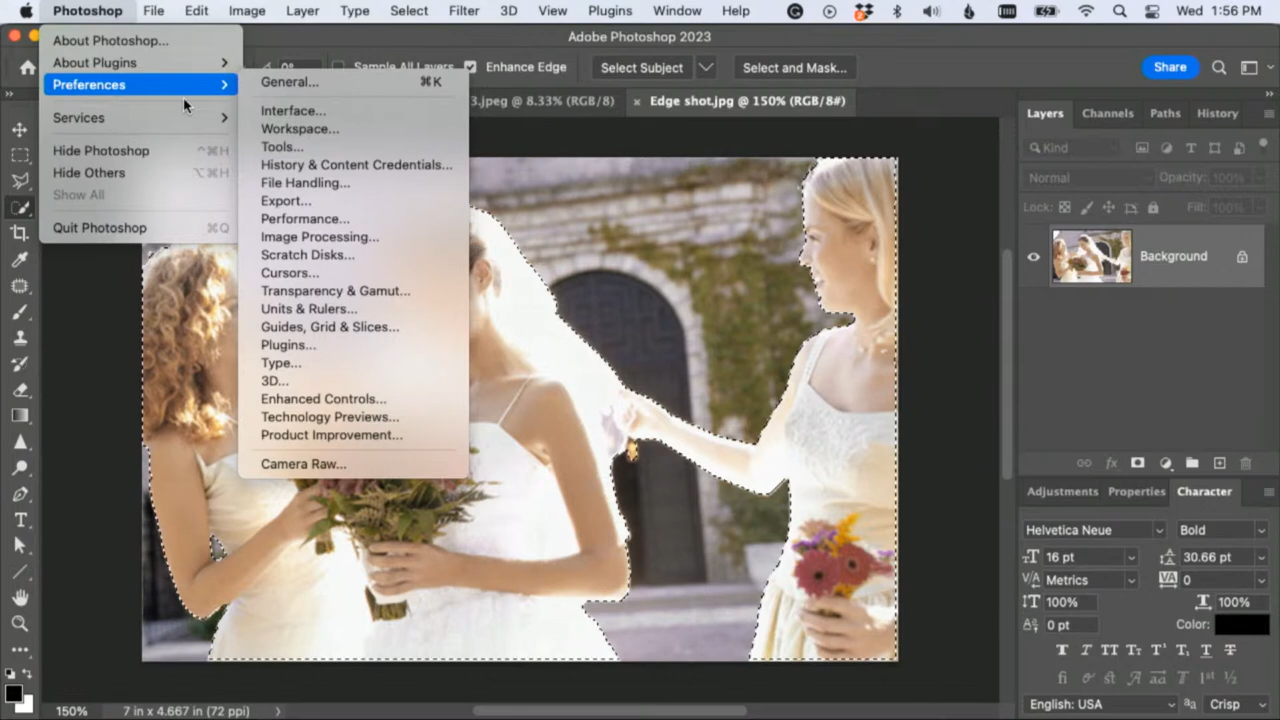 Photoshop File Edit Image Layer Type Select Filter 3D View Plugins Window Help Wed 1:56 PM
Adobe Photoshop 2023
Sample All Layers Enhance Edge Select Subject Select and Mask... Share
3.jpeg @ 8.33% (RGB/8) × Edge shot.jpg @ 150% (RGB/8#)
About Photoshop...
About Plugins
Preferences
Services
Hide Photoshop ^⌘H
Hide Others ⌥⌘H
Show All
Quit Photoshop ⌘Q
General... ⌘K
Interface...
Workspace...
Tools...
History & Content Credentials...
File Handling...
Export...
Performance...
Image Processing...
Scratch Disks...
Cursors...
Transparency & Gamut...
Units & Rulers...
Guides, Grid & Slices...
Plugins...
Type...
3D...
Enhanced Controls...
Technology Previews...
Product Improvement...
Camera Raw...
Layers Channels Paths History
Kind
Normal Opacity: 100%
Lock: Fill: 100%
Background
Adjustments Properties Character
Helvetica Neue Bold
16 pt 30.66 pt
Metrics 0
100% 100%
0 pt Color:
English: USA Crisp
150% 7 in x 4.667 in (72 ppi)